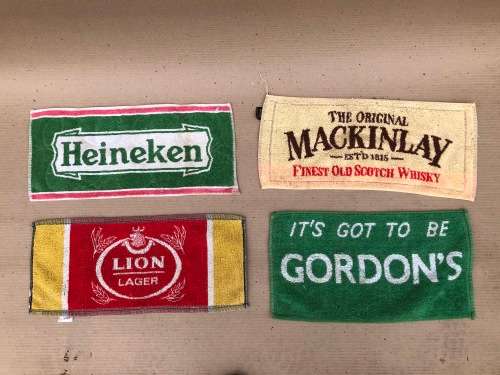 Heineken
THE ORIGINAL
MACKINLAY
ESTD 1815
FINEST OLD SCOTCH WHISKY
LION
LAGER
IT'S GOT TO BE
GORDON'S